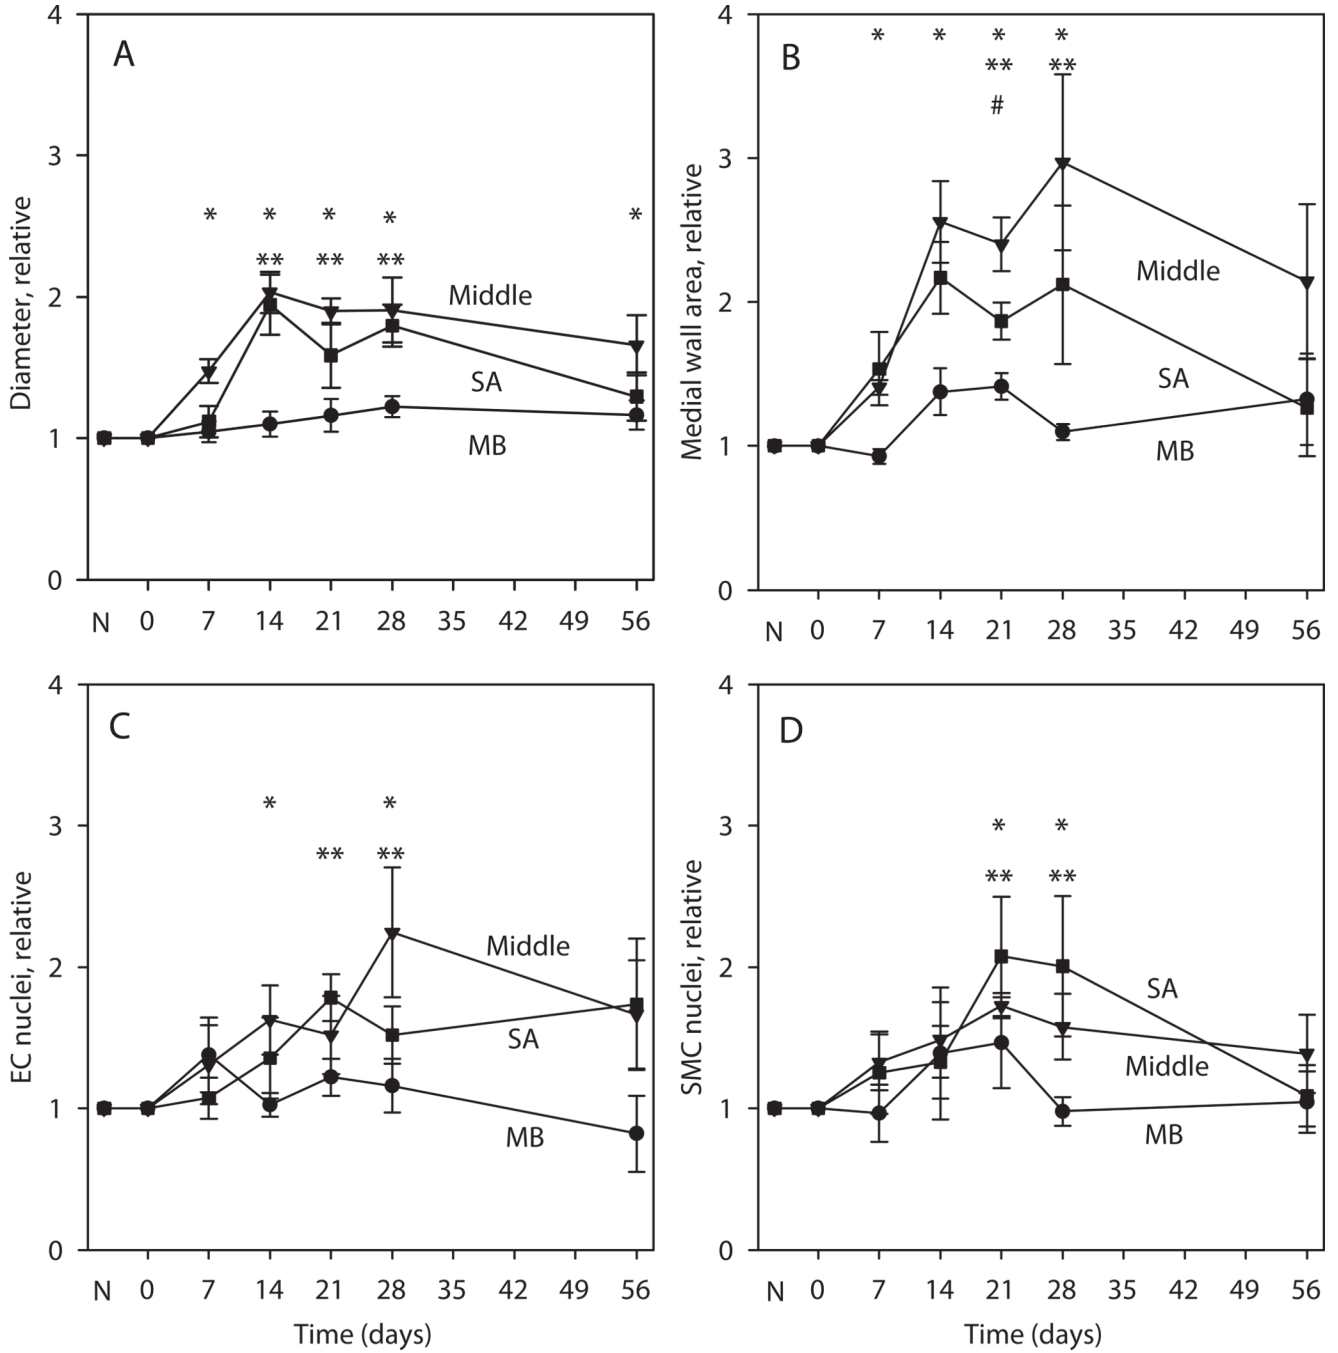 A
Diameter, relative
4
3
2
1
0
* * * * *
** ** **
Middle
SA
MB
N 0 7 14 21 28 35 42 49 56
B
Medial wall area, relative
4
3
2
1
0
* * * *
** **
#
Middle
SA
MB
N 0 7 14 21 28 35 42 49 56
C
EC nuclei, relative
4
3
2
1
0
* *
** **
Middle
SA
MB
N 0 7 14 21 28 35 42 49 56
Time (days)
D
SMC nuclei, relative
4
3
2
1
0
* *
** **
SA
Middle
MB
N 0 7 14 21 28 35 42 49 56
Time (days)